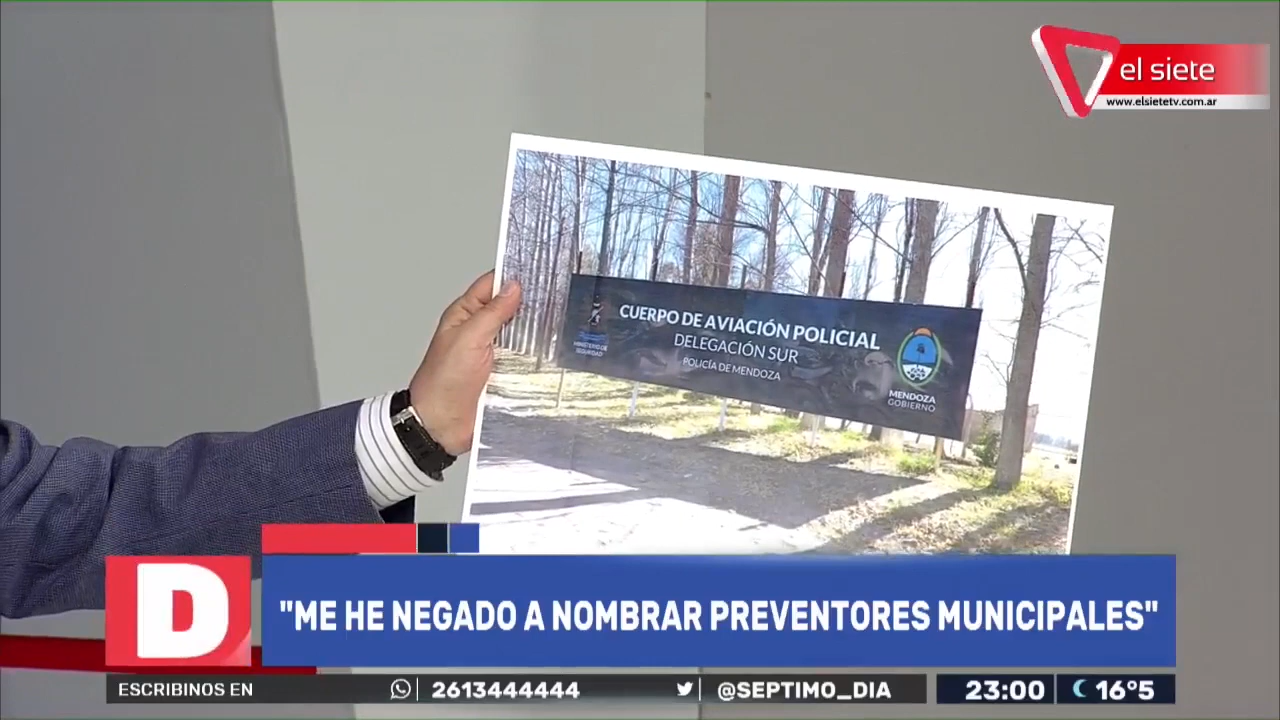 el siete
www.elsietetv.com.ar
CUERPO DE AVIACIÓN POLICIAL
DELEGACIÓN SUR
POLICÍA DE MENDOZA
MINISTERIO DE
SEGURIDAD
MENDOZA
GOBIERNO
D
"ME HE NEGADO A NOMBRAR PREVENTORES MUNICIPALES"
ESCRIBINOS EN
2613444444
@SEPTIMO_DIA
23:00
16°5